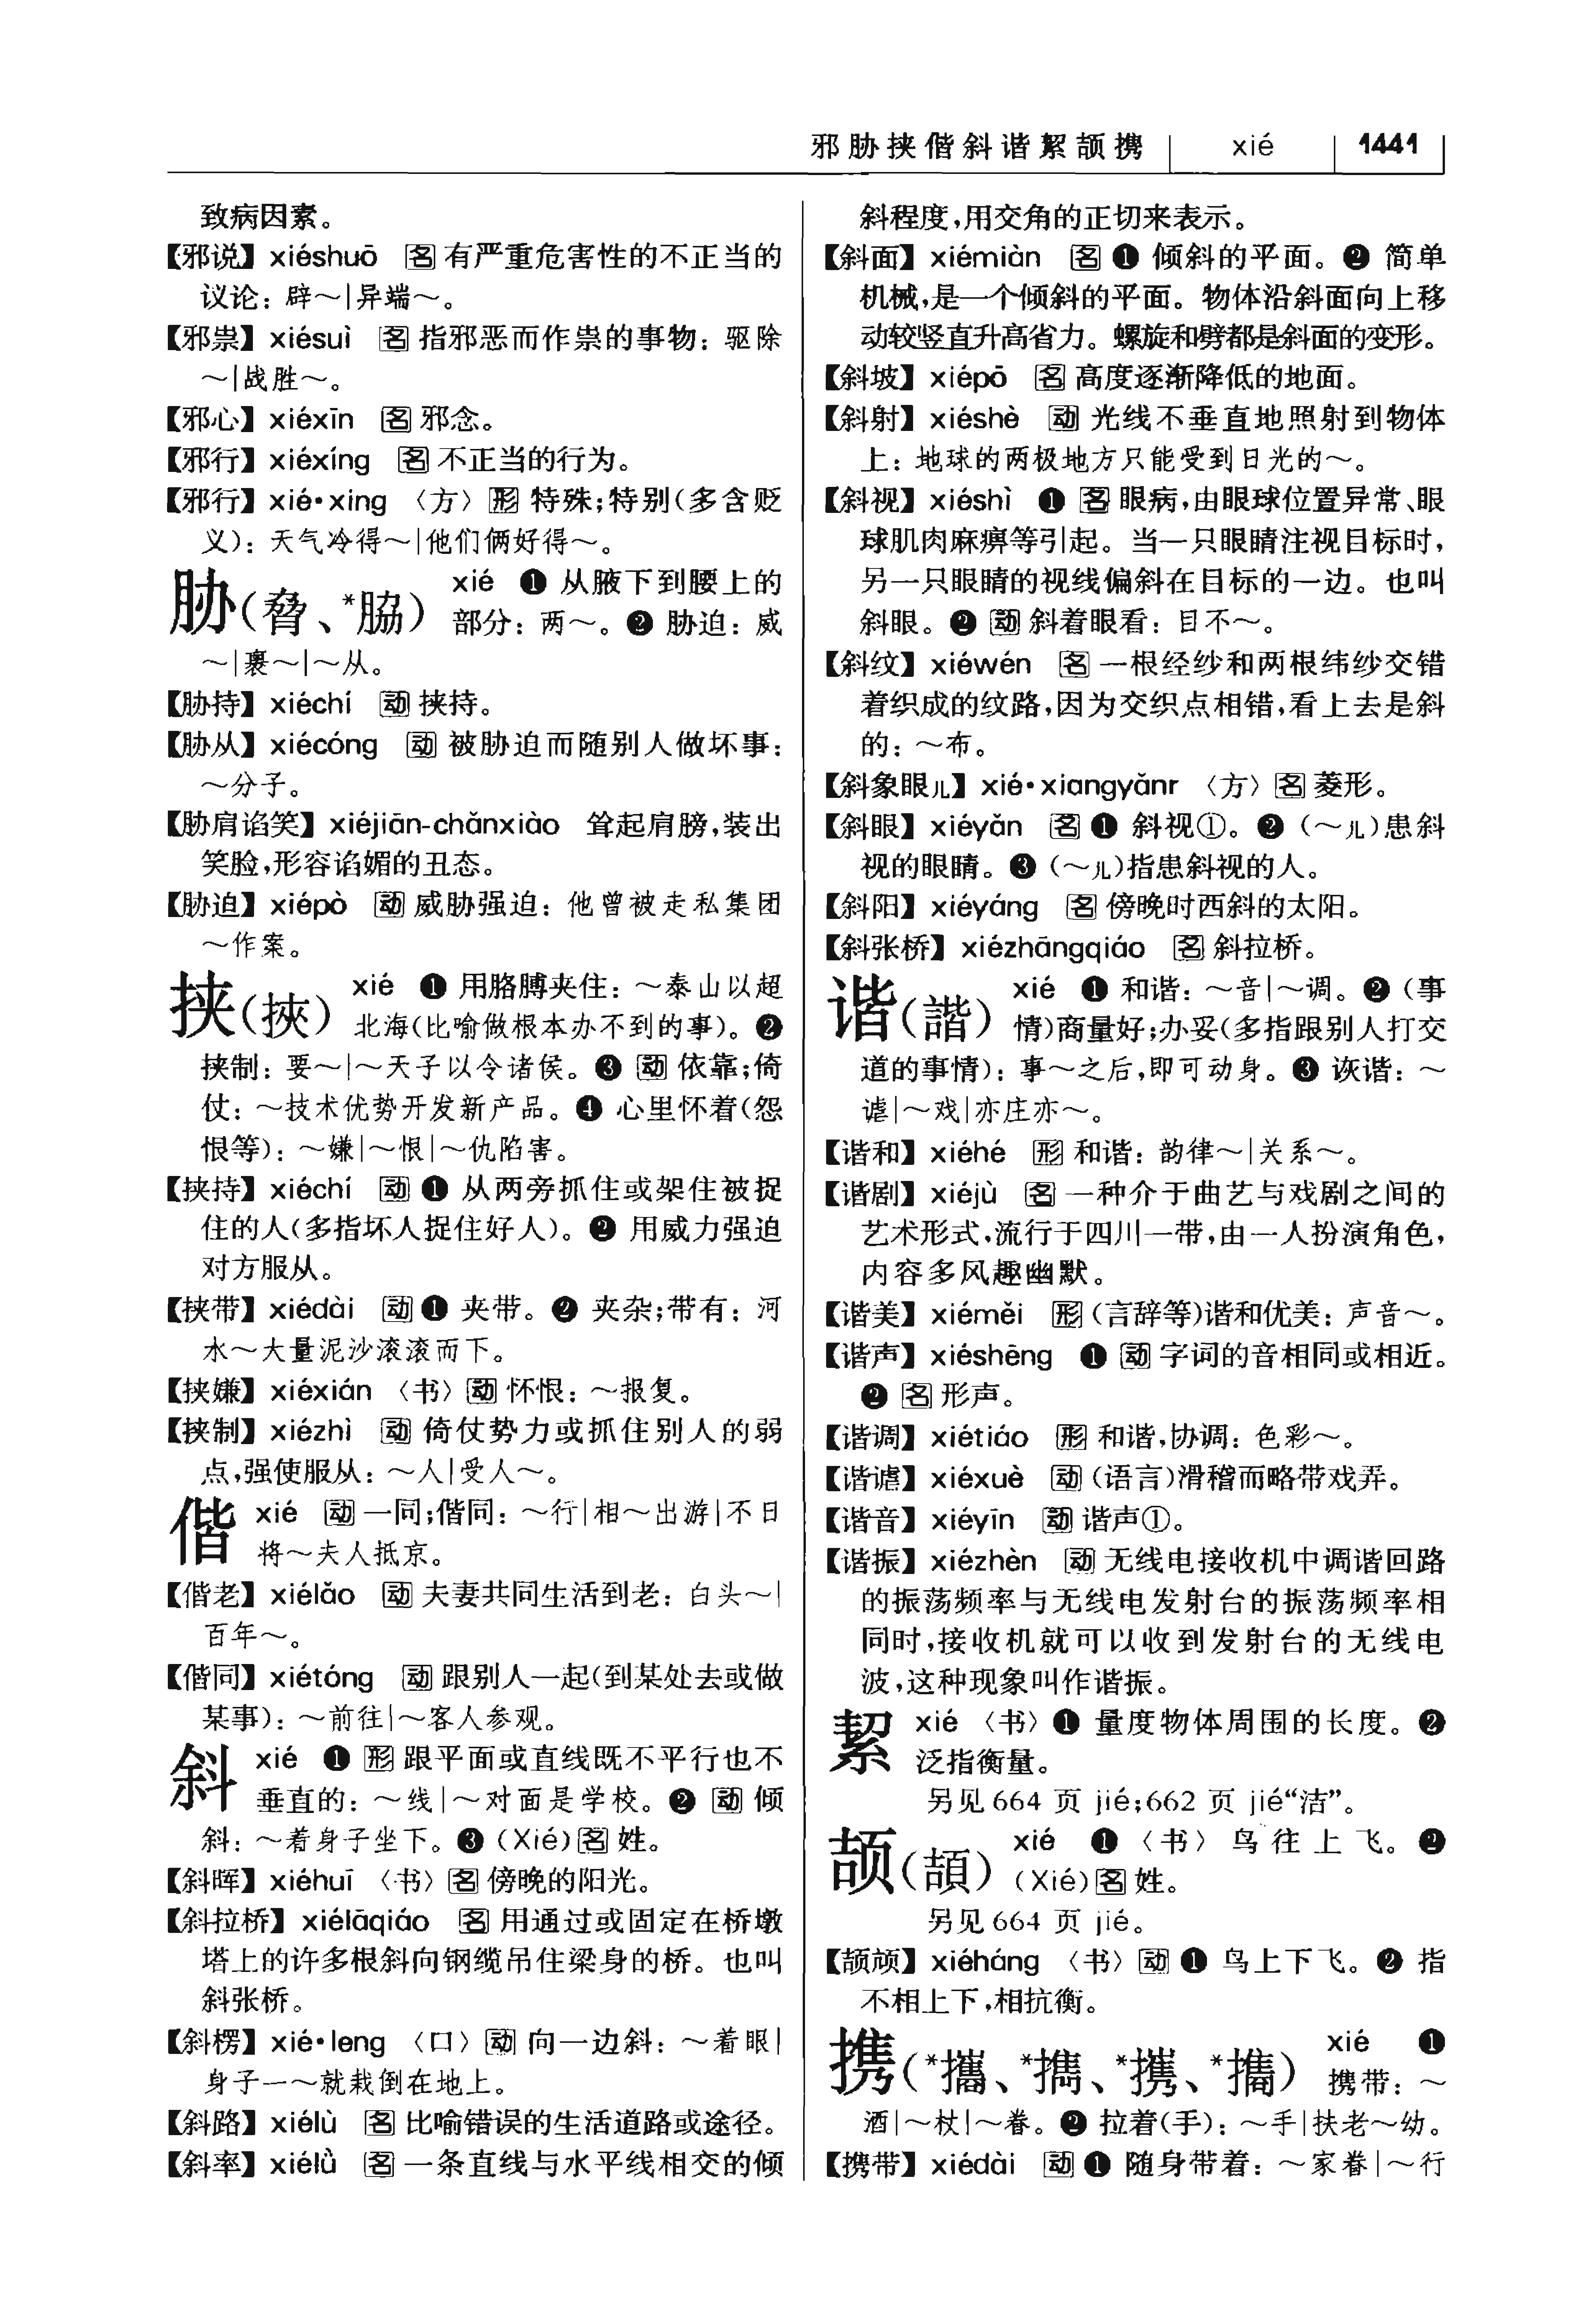 邪胁挟偕斜谐絜颉携 xié 1441
致病因素。
【邪说】 xiéshuō 名 有严重危害性的不正当的
议论：辟～|异端～。
【邪祟】 xiésuì 名 指邪恶而作祟的事物：驱除
～|战胜～。
【邪心】 xiéxīn 名 邪念。
【邪行】 xiéxíng 名 不正当的行为。
【邪行】 xié·xing 〈方〉形 特殊；特别(多含贬
义)：天气冷得～|他们俩好得～。
胁(脅、*脇) xié ❶ 从腋下到腰上的
部分：两～。❷ 胁迫：威
～|裹～|～从。
【胁持】 xiéchí 动 挟持。
【胁从】 xiécóng 动 被胁迫而随别人做坏事：
～分子。
【胁肩谄笑】 xiéjiān-chǎnxiào 耸起肩膀，装出
笑脸，形容谄媚的丑态。
【胁迫】 xiépò 动 威胁强迫：他曾被走私集团
～作案。
挟(挾) xié ❶ 用胳膊夹住：～泰山以超
北海(比喻做根本办不到的事)。❷
挟制：要～|～天子以令诸侯。❸ 动 依靠；倚
仗：～技术优势开发新产品。❹ 心里怀着(怨
恨等)：～嫌|～恨|～仇陷害。
【挟持】 xiéchí 动 ❶ 从两旁抓住或架住被捉
住的人(多指坏人捉住好人)。❷ 用威力强迫
对方服从。
【挟带】 xiédài 动 ❶ 夹带。❷ 夹杂；带有：河
水～大量泥沙滚滚而下。
【挟嫌】 xiéxián 〈书〉动 怀恨：～报复。
【挟制】 xiézhì 动 倚仗势力或抓住别人的弱
点，强使服从：～人|受人～。
偕 xié 动 一同；偕同：～行|相～出游|不日
将～夫人抵京。
【偕老】 xiélǎo 动 夫妻共同生活到老：白头～|
百年～。
【偕同】 xiétóng 动 跟别人一起(到某处去或做
某事)：～前往|～客人参观。
斜 xié ❶ 形 跟平面或直线既不平行也不
垂直的：～线|～对面是学校。❷ 动 倾
斜：～着身子坐下。❸ (Xié)名 姓。
【斜晖】 xiéhuī 〈书〉名 傍晚的阳光。
【斜拉桥】 xiélāqiáo 名 用通过或固定在桥墩
塔上的许多根斜向钢缆吊住梁身的桥。也叫
斜张桥。
【斜楞】 xié·leng 〈口〉动 向一边斜：～着眼|
身子一～就栽倒在地上。
【斜路】 xiélù 名 比喻错误的生活道路或途径。
【斜率】 xiélǜ 名 一条直线与水平线相交的倾
斜程度，用交角的正切来表示。
【斜面】 xiémiàn 名 ❶ 倾斜的平面。❷ 简单
机械，是一个倾斜的平面。物体沿斜面向上移
动较竖直升高省力。螺旋和劈都是斜面的变形。
【斜坡】 xiépō 名 高度逐渐降低的地面。
【斜射】 xiéshè 动 光线不垂直地照射到物体
上：地球的两极地方只能受到日光的～。
【斜视】 xiéshì ❶ 名 眼病，由眼球位置异常、眼
球肌肉麻痹等引起。当一只眼睛注视目标时，
另一只眼睛的视线偏斜在目标的一边。也叫
斜眼。❷ 动 斜着眼看：目不～。
【斜纹】 xiéwén 名 一根经纱和两根纬纱交错
着织成的纹路，因为交织点相错，看上去是斜
的：～布。
【斜象眼儿】 xié·xiangyǎnr 〈方〉名 菱形。
【斜眼】 xiéyǎn 名 ❶ 斜视①。❷ (～儿)患斜
视的眼睛。❸ (～儿)指患斜视的人。
【斜阳】 xiéyáng 名 傍晚时西斜的太阳。
【斜张桥】 xiézhāngqiáo 名 斜拉桥。
谐(諧) xié ❶ 和谐：～音|～调。❷ (事
情)商量好；办妥(多指跟别人打交
道的事情)：事～之后，即可动身。❸ 诙谐：～
谑|～戏|亦庄亦～。
【谐和】 xiéhé 形 和谐：韵律～|关系～。
【谐剧】 xiéjù 名 一种介于曲艺与戏剧之间的
艺术形式，流行于四川一带，由一人扮演角色，
内容多风趣幽默。
【谐美】 xiéměi 形 (言辞等)谐和优美：声音～。
【谐声】 xiéshēng ❶ 动 字词的音相同或相近。
❷ 名 形声。
【谐调】 xiétiáo 形 和谐，协调：色彩～。
【谐谑】 xiéxuè 动 (语言)滑稽而略带戏弄。
【谐音】 xiéyīn 动 谐声①。
【谐振】 xiézhèn 动 无线电接收机中调谐回路
的振荡频率与无线电发射台的振荡频率相
同时，接收机就可以收到发射台的无线电
波，这种现象叫作谐振。
絜 xié 〈书〉❶ 量度物体周围的长度。❷
泛指衡量。
另见 664 页 jié；662 页 jié“洁”。
颉(頡) xié ❶ 〈书〉鸟往上飞。❷
(Xié)名 姓。
另见 664 页 jié。
【颉颃】 xiéháng 〈书〉动 ❶ 鸟上下飞。❷ 指
不相上下，相抗衡。
携(*攜、*擕、*㩗、*㩦) xié ❶
携带：～
酒|～杖|～眷。❷ 拉着(手)：～手|扶老～幼。
【携带】 xiédài 动 ❶ 随身带着：～家眷|～行